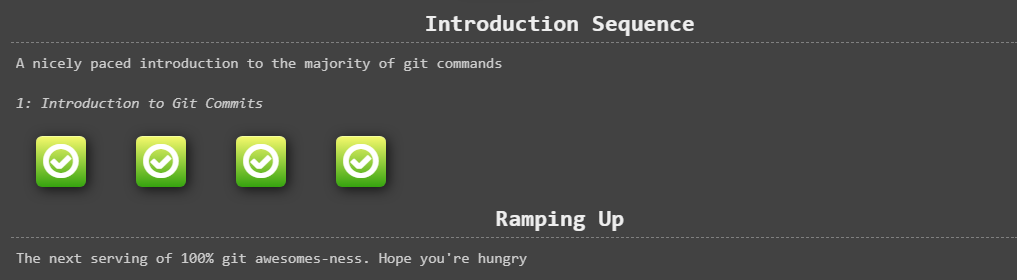 Introduction Sequence
A nicely paced introduction to the majority of git commands
1: Introduction to Git Commits
Ramping Up
The next serving of 100% git awesomes-ness. Hope you're hungry